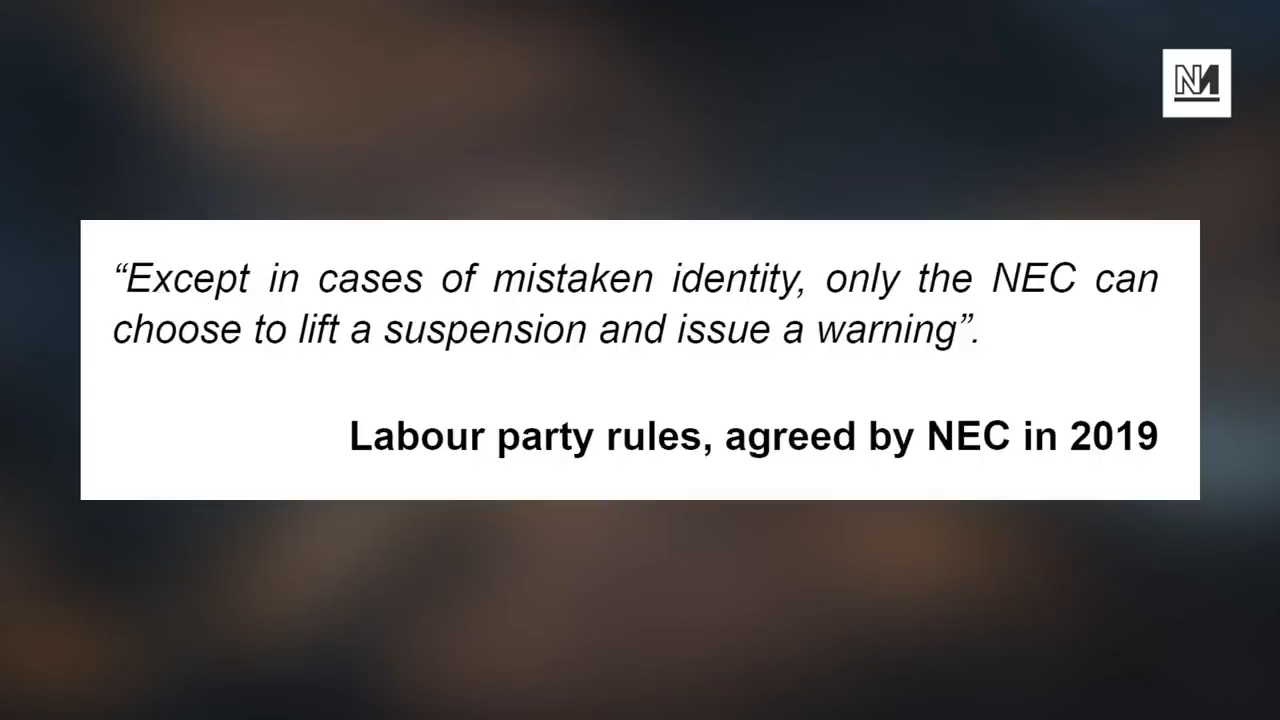 “Except in cases of mistaken identity, only the NEC can
choose to lift a suspension and issue a warning”.
Labour party rules, agreed by NEC in 2019